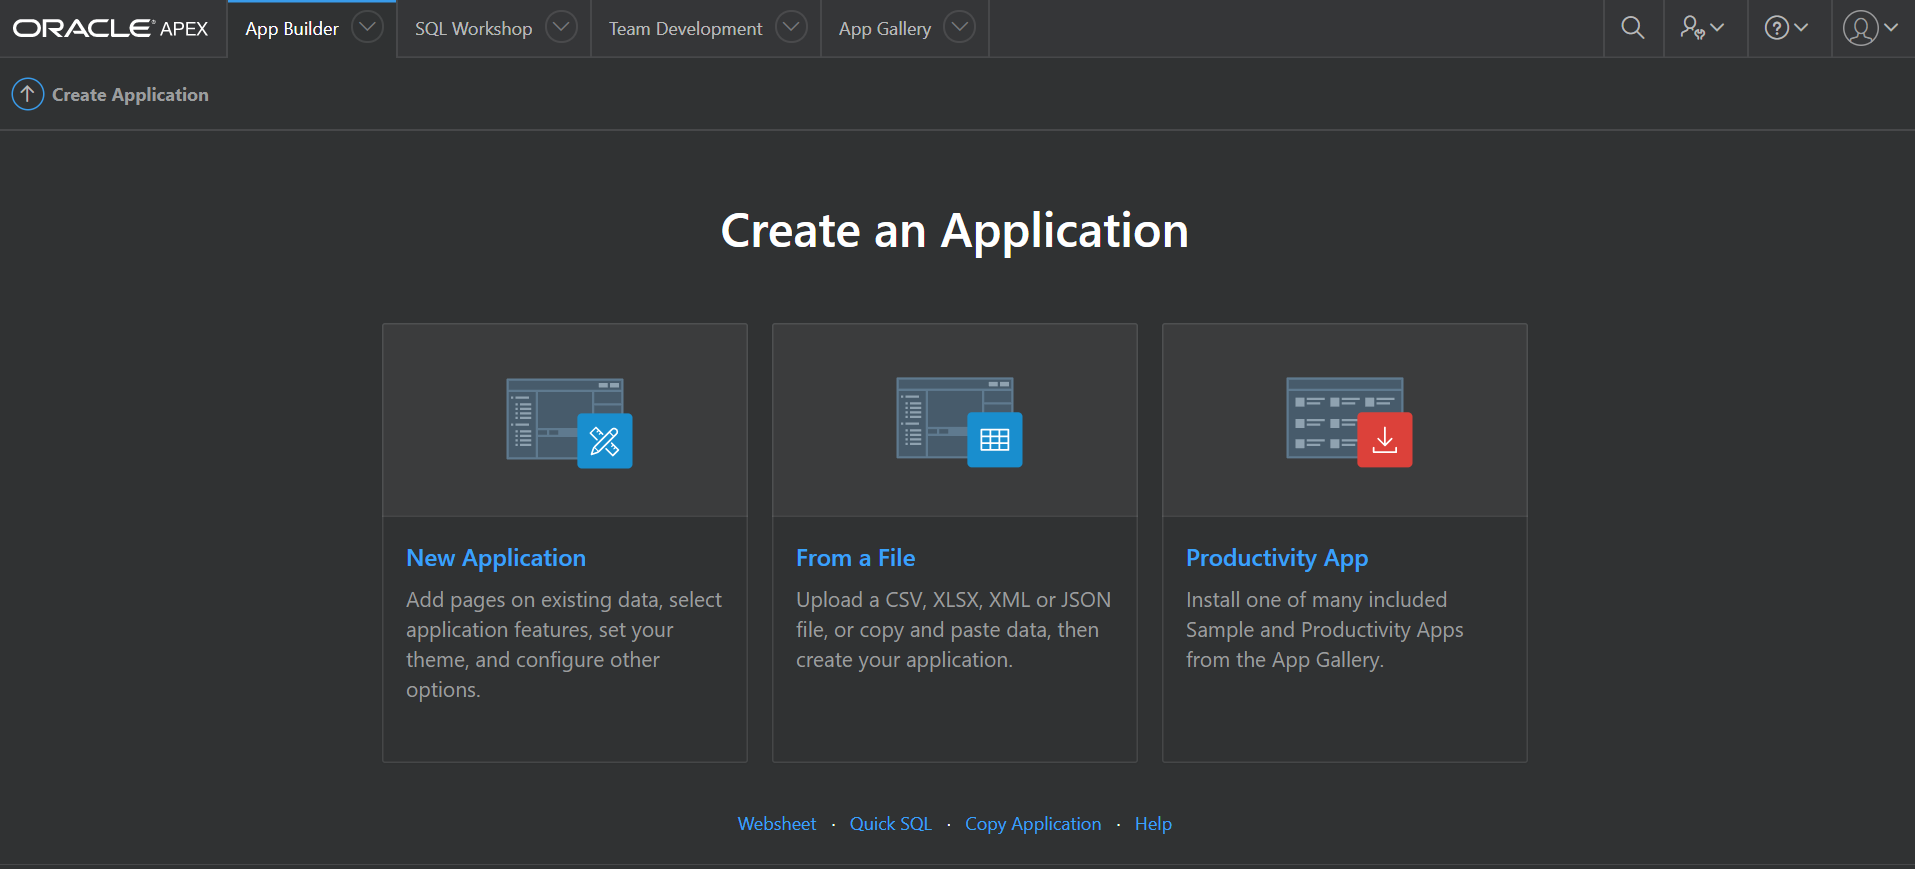 ORACLE APEX
App Builder
SQL Workshop
Team Development
App Gallery
Create Application
Create an Application
New Application
Add pages on existing data, select
application features, set your
theme, and configure other
options.
From a File
Upload a CSV, XLSX, XML or JSON
file, or copy and paste data, then
create your application.
Productivity App
Install one of many included
Sample and Productivity Apps
from the App Gallery.
Websheet · Quick SQL · Copy Application · Help